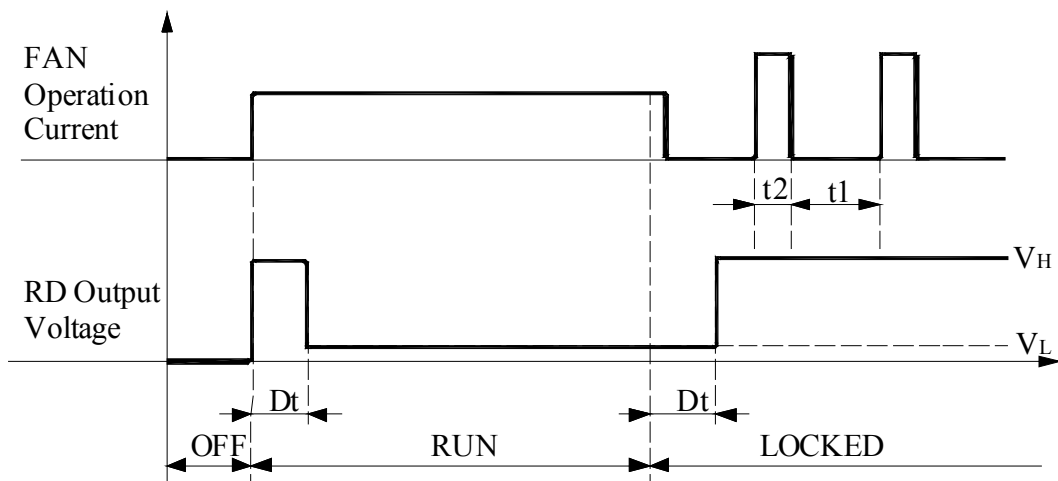 FAN
Operation
Current
t2
t1
VH
RD Output
Voltage
VL
Dt
Dt
OFF
RUN
LOCKED